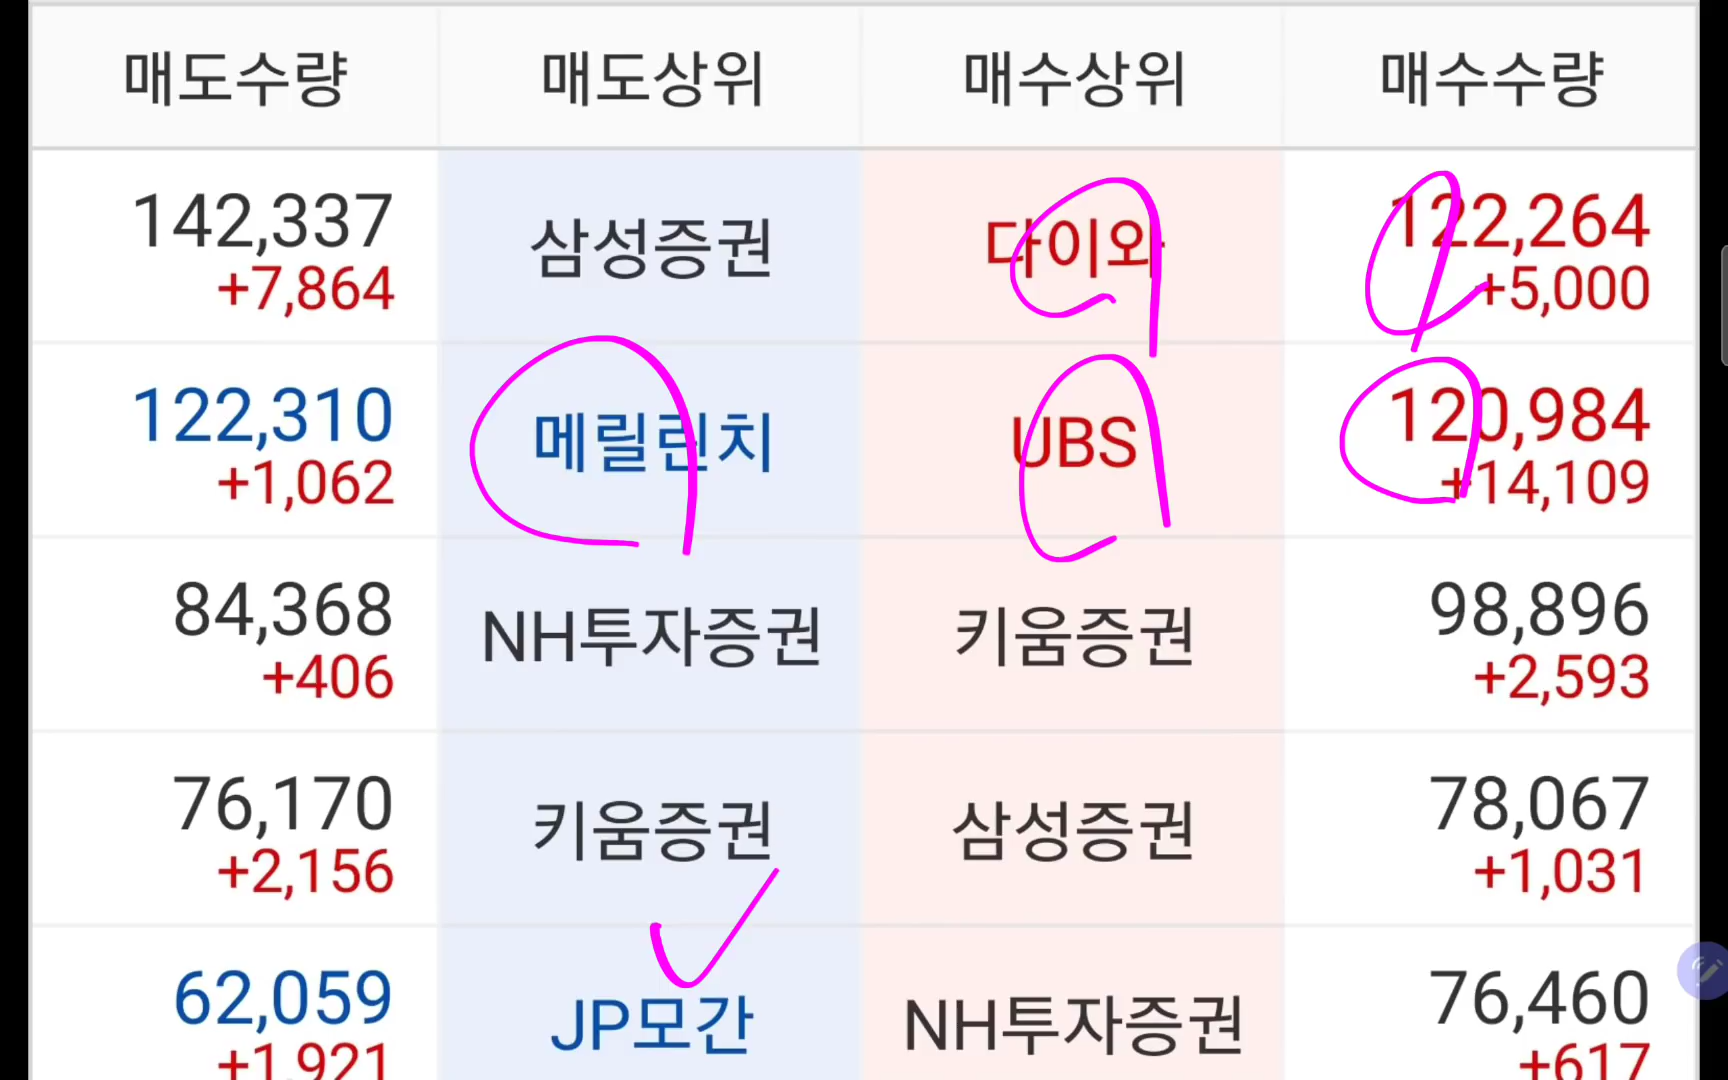 매도수량 매도상위 매수상위 매수수량
142,337 삼성증권 다이와 122,264
+7,864 +5,000
122,310 메릴린치 UBS 120,984
+1,062 +14,109
84,368 NH투자증권 키움증권 98,896
+406 +2,593
76,170 키움증권 삼성증권 78,067
+2,156 +1,031
62,059 JP모간 NH투자증권 76,460
+1,921 +617